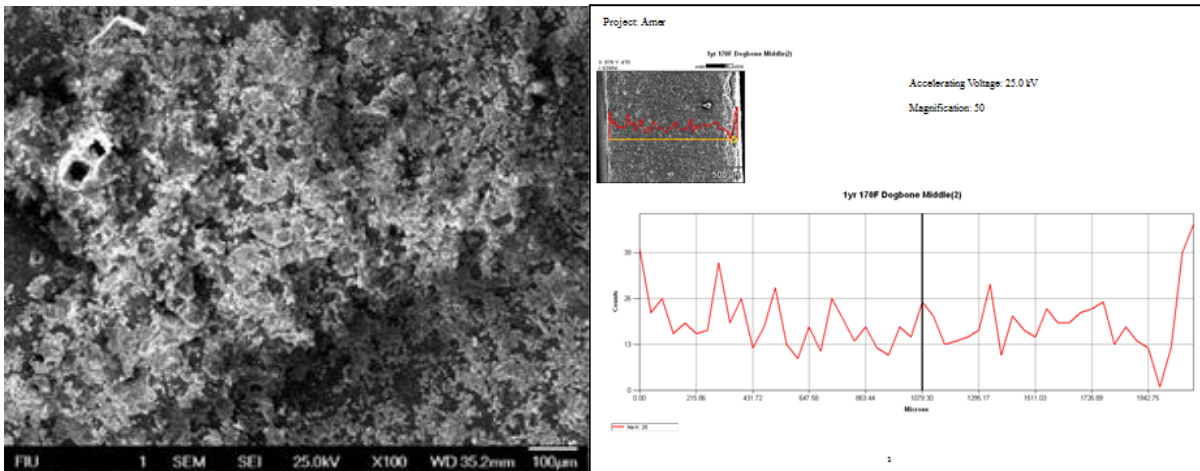 FIU 1 SEM SEI 25.0kV X100 WD 35.2mm 100µm
Project: Amer
1yr 170F Dogbone Middle(2)
X: 979 Y: 479
500 µm
Accelerating Voltage: 25.0 kV
Magnification: 50
1yr 170F Dogbone Middle(2)
Counts
39
26
13
0
0.00 215.86 431.72 647.58 863.44 1079.30 1295.17 1511.03 1726.89 1942.75
Microns
Na K: 25
1